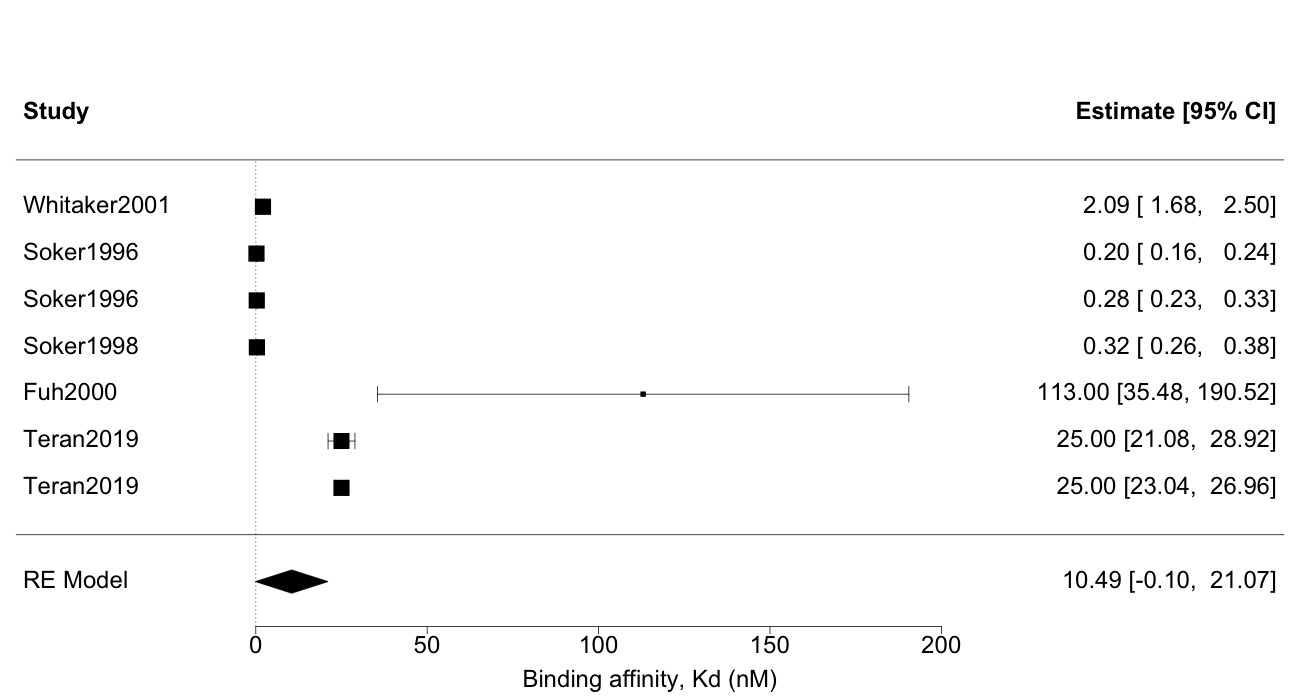 Study Estimate [95% CI]
Whitaker2001 2.09 [ 1.68, 2.50]
Soker1996 0.20 [ 0.16, 0.24]
Soker1996 0.28 [ 0.23, 0.33]
Soker1998 0.32 [ 0.26, 0.38]
Fuh2000 113.00 [35.48, 190.52]
Teran2019 25.00 [21.08, 28.92]
Teran2019 25.00 [23.04, 26.96]
RE Model 10.49 [-0.10, 21.07]
0 50 100 150 200
Binding affinity, Kd (nM)